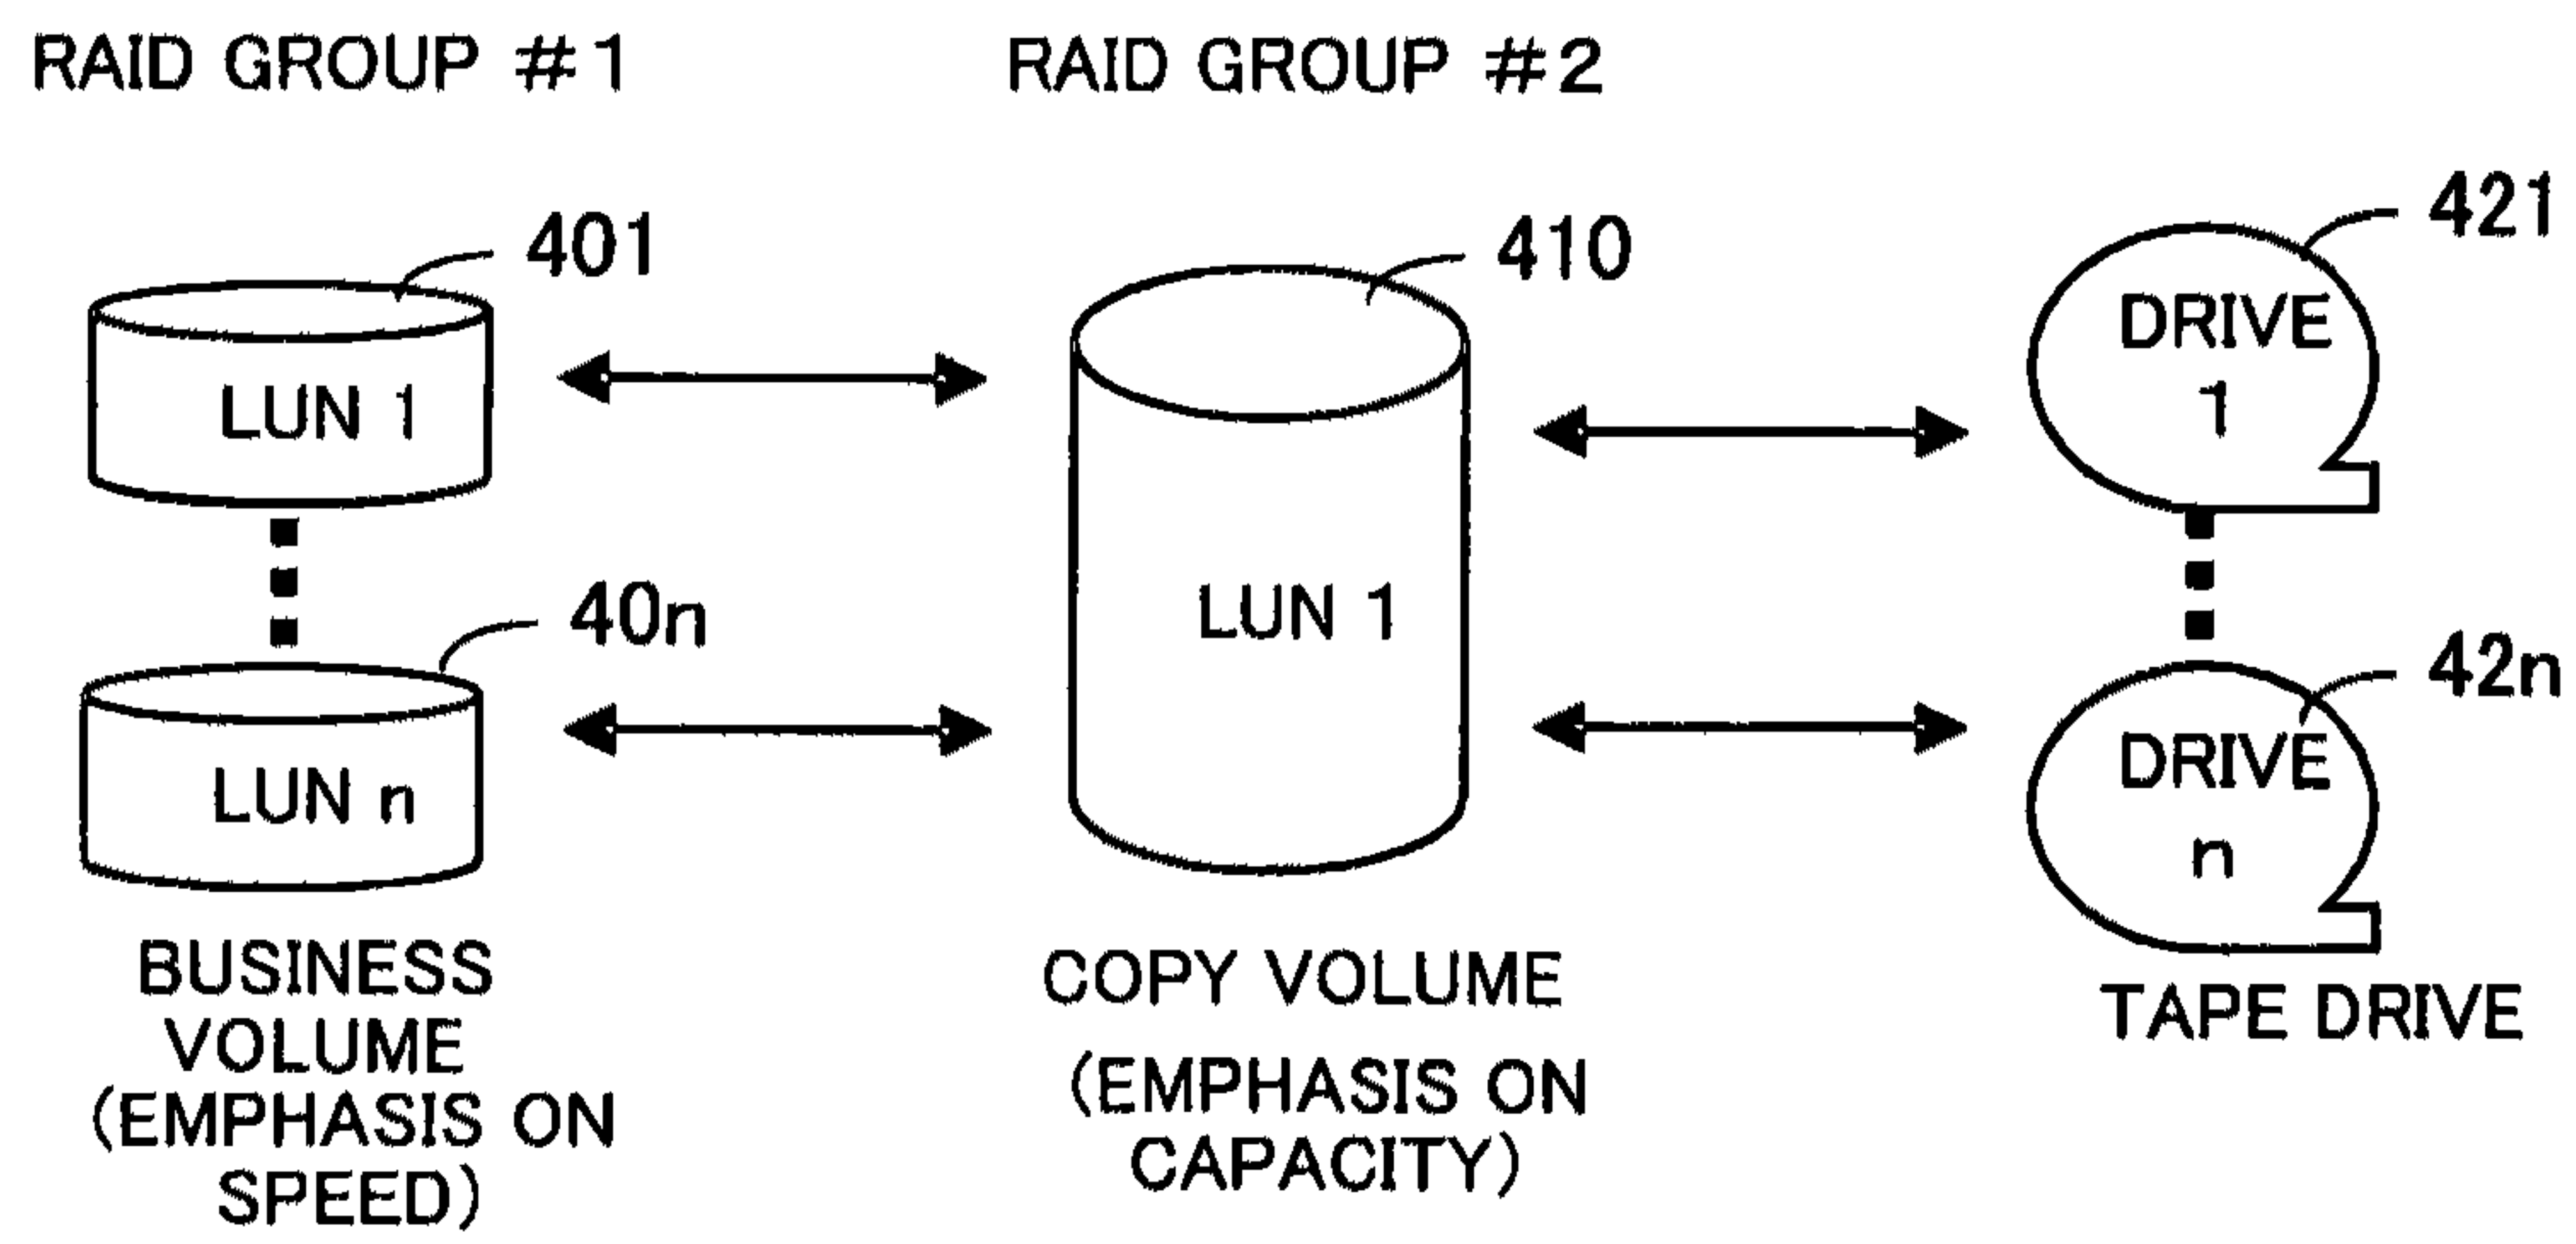 RAID GROUP #1
RAID GROUP #2
401
410
421
LUN 1
DRIVE
1
40n
LUN 1
42n
LUN n
DRIVE
n
BUSINESS
VOLUME
(EMPHASIS ON
SPEED)
COPY VOLUME
(EMPHASIS ON
CAPACITY)
TAPE DRIVE